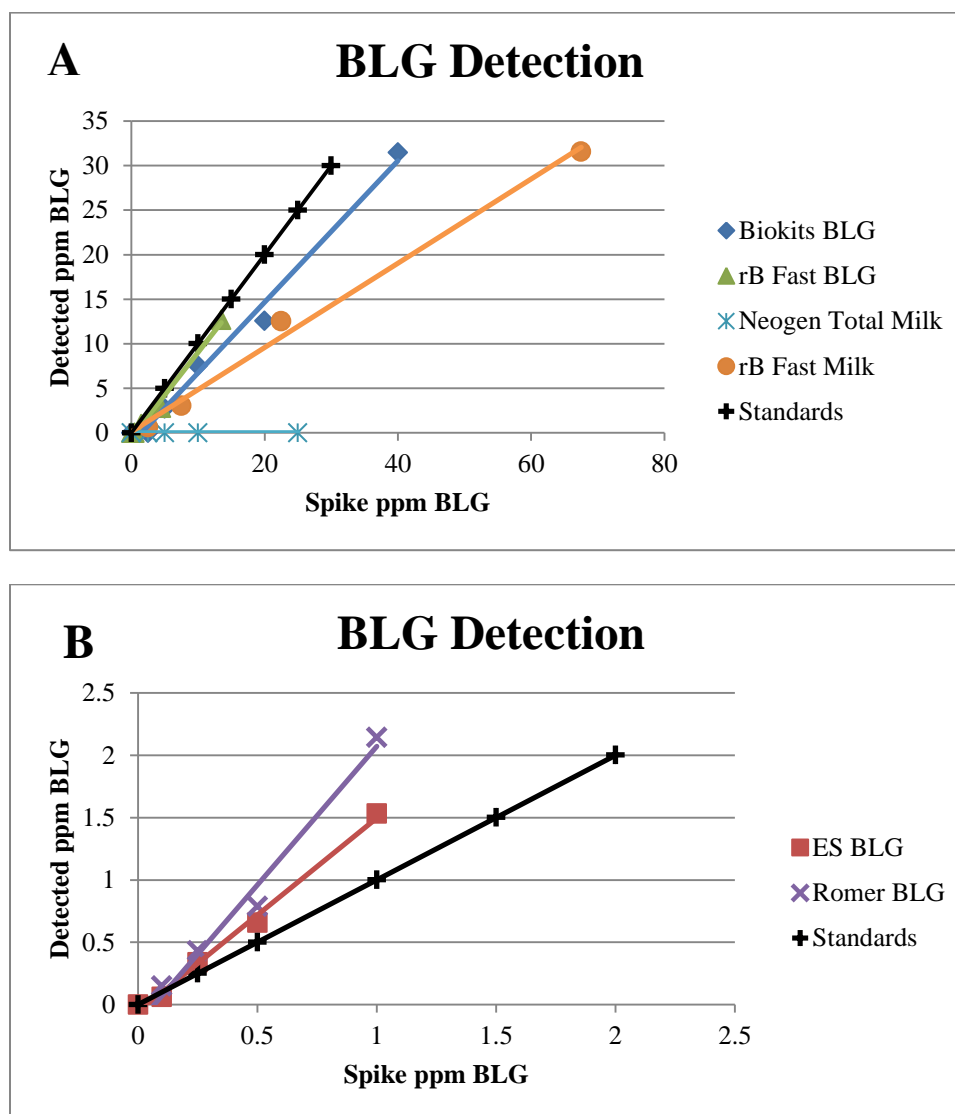 A
BLG Detection
35
30
25
20
15
10
5
0
0 20 40 60 80
Detected ppm BLG
Spike ppm BLG
Biokits BLG
rB Fast BLG
Neogen Total Milk
rB Fast Milk
Standards
B
BLG Detection
2.5
2
1.5
1
0.5
0
0 0.5 1 1.5 2 2.5
Detected ppm BLG
Spike ppm BLG
ES BLG
Romer BLG
Standards